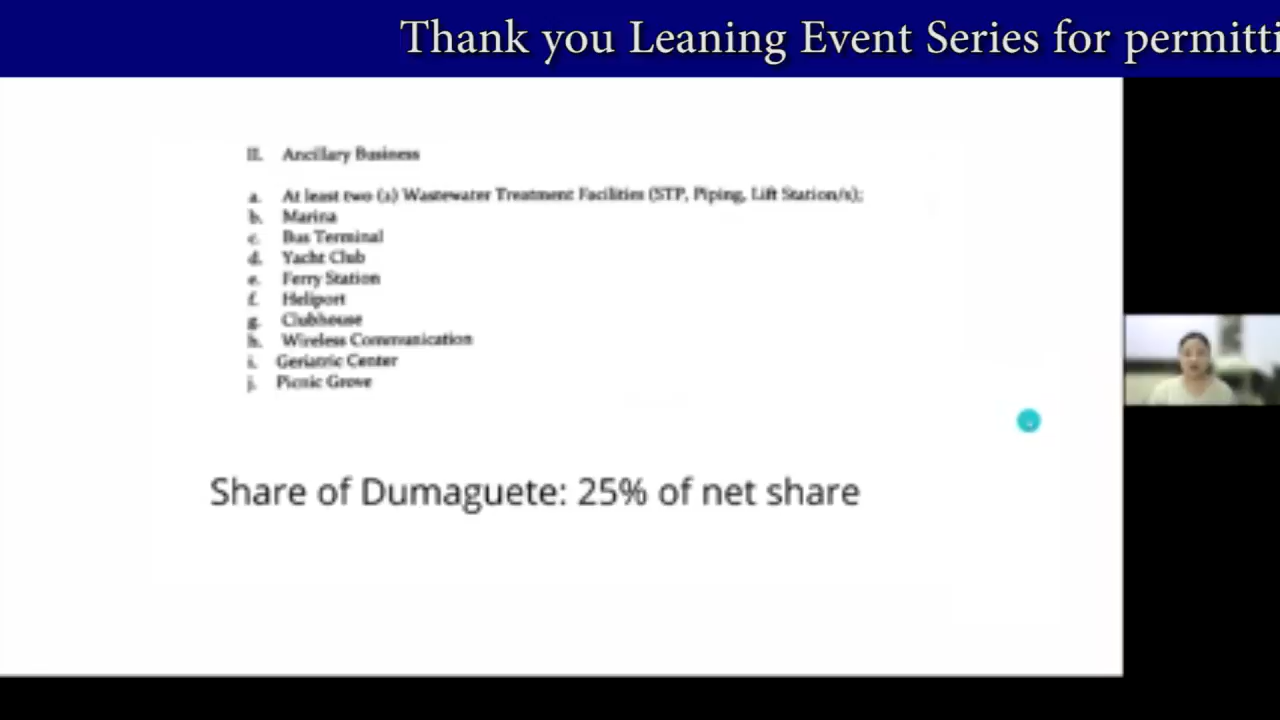 Thank you Leaning Event Series for permitti
II. Ancillary Business
a. At least two (2) Wastewater Treatment Facilities (STP, Piping, Lift Station/s);
b. Marina
c. Bus Terminal
d. Yacht Club
e. Ferry Station
f. Heliport
g. Clubhouse
h. Wireless Communication
i. Geriatric Center
j. Picnic Grove
Share of Dumaguete: 25% of net share